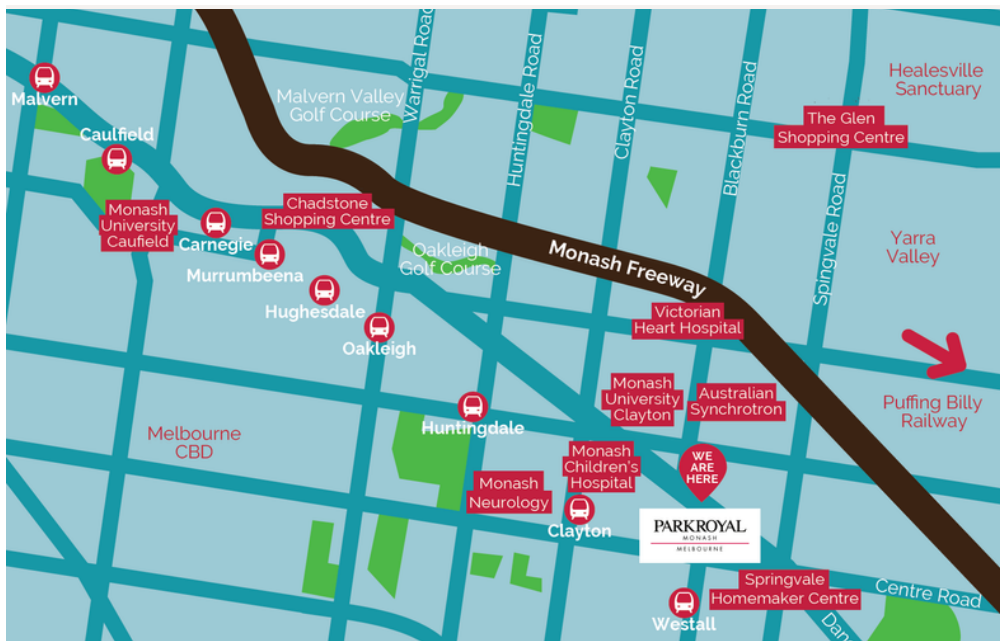 Malvern
Caulfield
Monash
University
Caufield
Carnegie
Murrumbeena
Hughesdale
Oakleigh
Huntingdale
Clayton
Westall
Malvern Valley
Golf Course
Chadstone
Shopping Centre
Oakleigh
Golf Course
Warrigal Road
Huntingdale Road
Clayton Road
Blackburn Road
Spingvale Road
Monash Freeway
Healesville
Sanctuary
The Glen
Shopping Centre
Yarra
Valley
Puffing Billy
Railway
Victorian
Heart Hospital
Monash
University
Clayton
Australian
Synchrotron
Melbourne
CBD
Monash
Neurology
Monash
Children's
Hospital
WE
ARE
HERE
PARKROYAL
MONASH
MELBOURNE
Springvale
Homemaker Centre
Centre Road
Dan